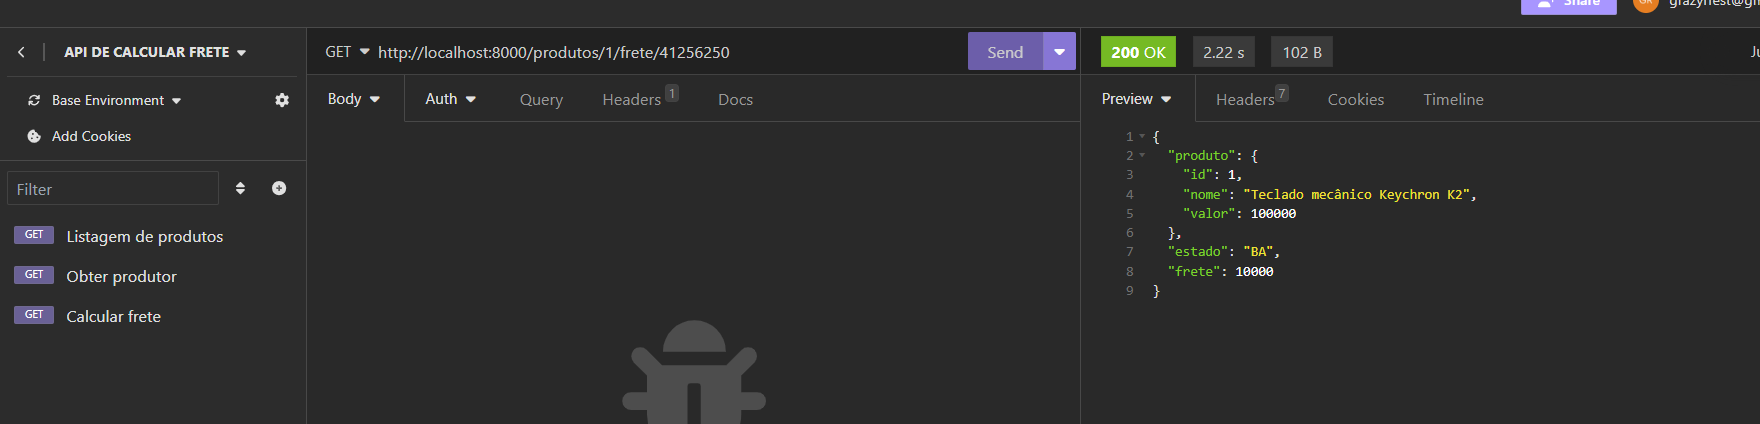 Share
API DE CALCULAR FRETE
GET http://localhost:8000/produtos/1/frete/41256250 Send
200 OK 2.22 s 102 B
Base Environment
Add Cookies
Body Auth Query Headers 1 Docs
Preview Headers 7 Cookies Timeline
Filter
GET Listagem de produtos
GET Obter produtor
GET Calcular frete
1 {
2 "produto": {
3 "id": 1,
4 "nome": "Teclado mecânico Keychron K2",
5 "valor": 100000
6 },
7 "estado": "BA",
8 "frete": 10000
9 }